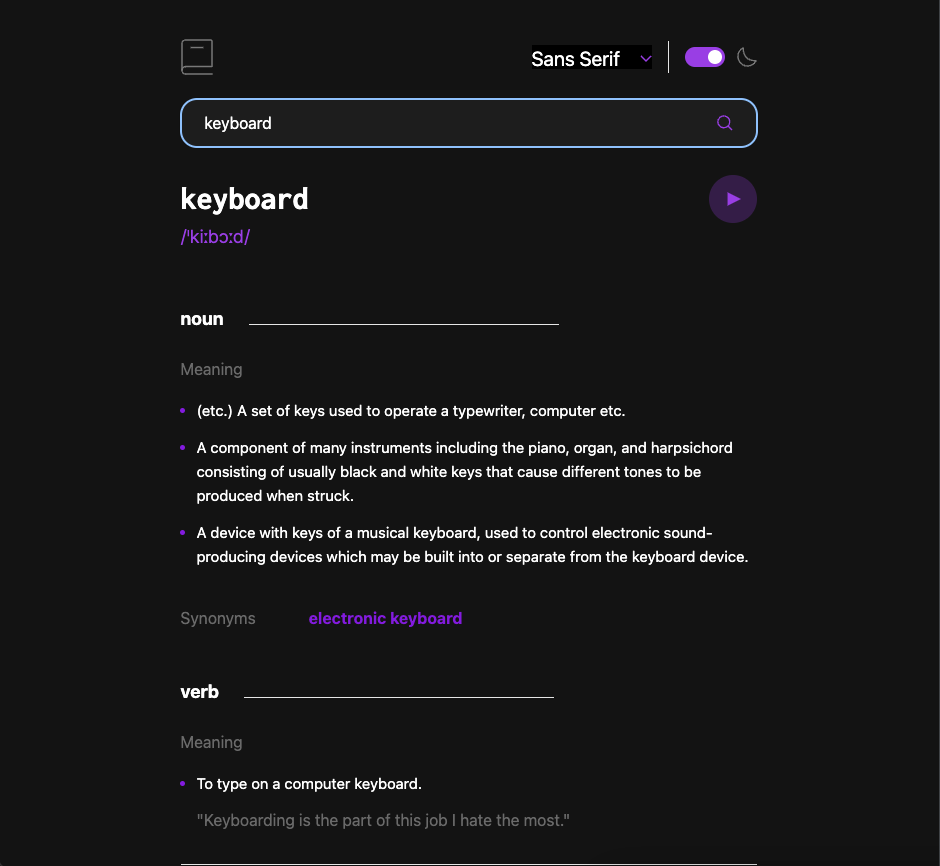 Sans Serif
keyboard
keyboard
/ˈkiːbɔːd/
noun
Meaning
(etc.) A set of keys used to operate a typewriter, computer etc.
A component of many instruments including the piano, organ, and harpsichord
consisting of usually black and white keys that cause different tones to be
produced when struck.
A device with keys of a musical keyboard, used to control electronic sound-
producing devices which may be built into or separate from the keyboard device.
Synonyms electronic keyboard
verb
Meaning
To type on a computer keyboard.
"Keyboarding is the part of this job I hate the most."